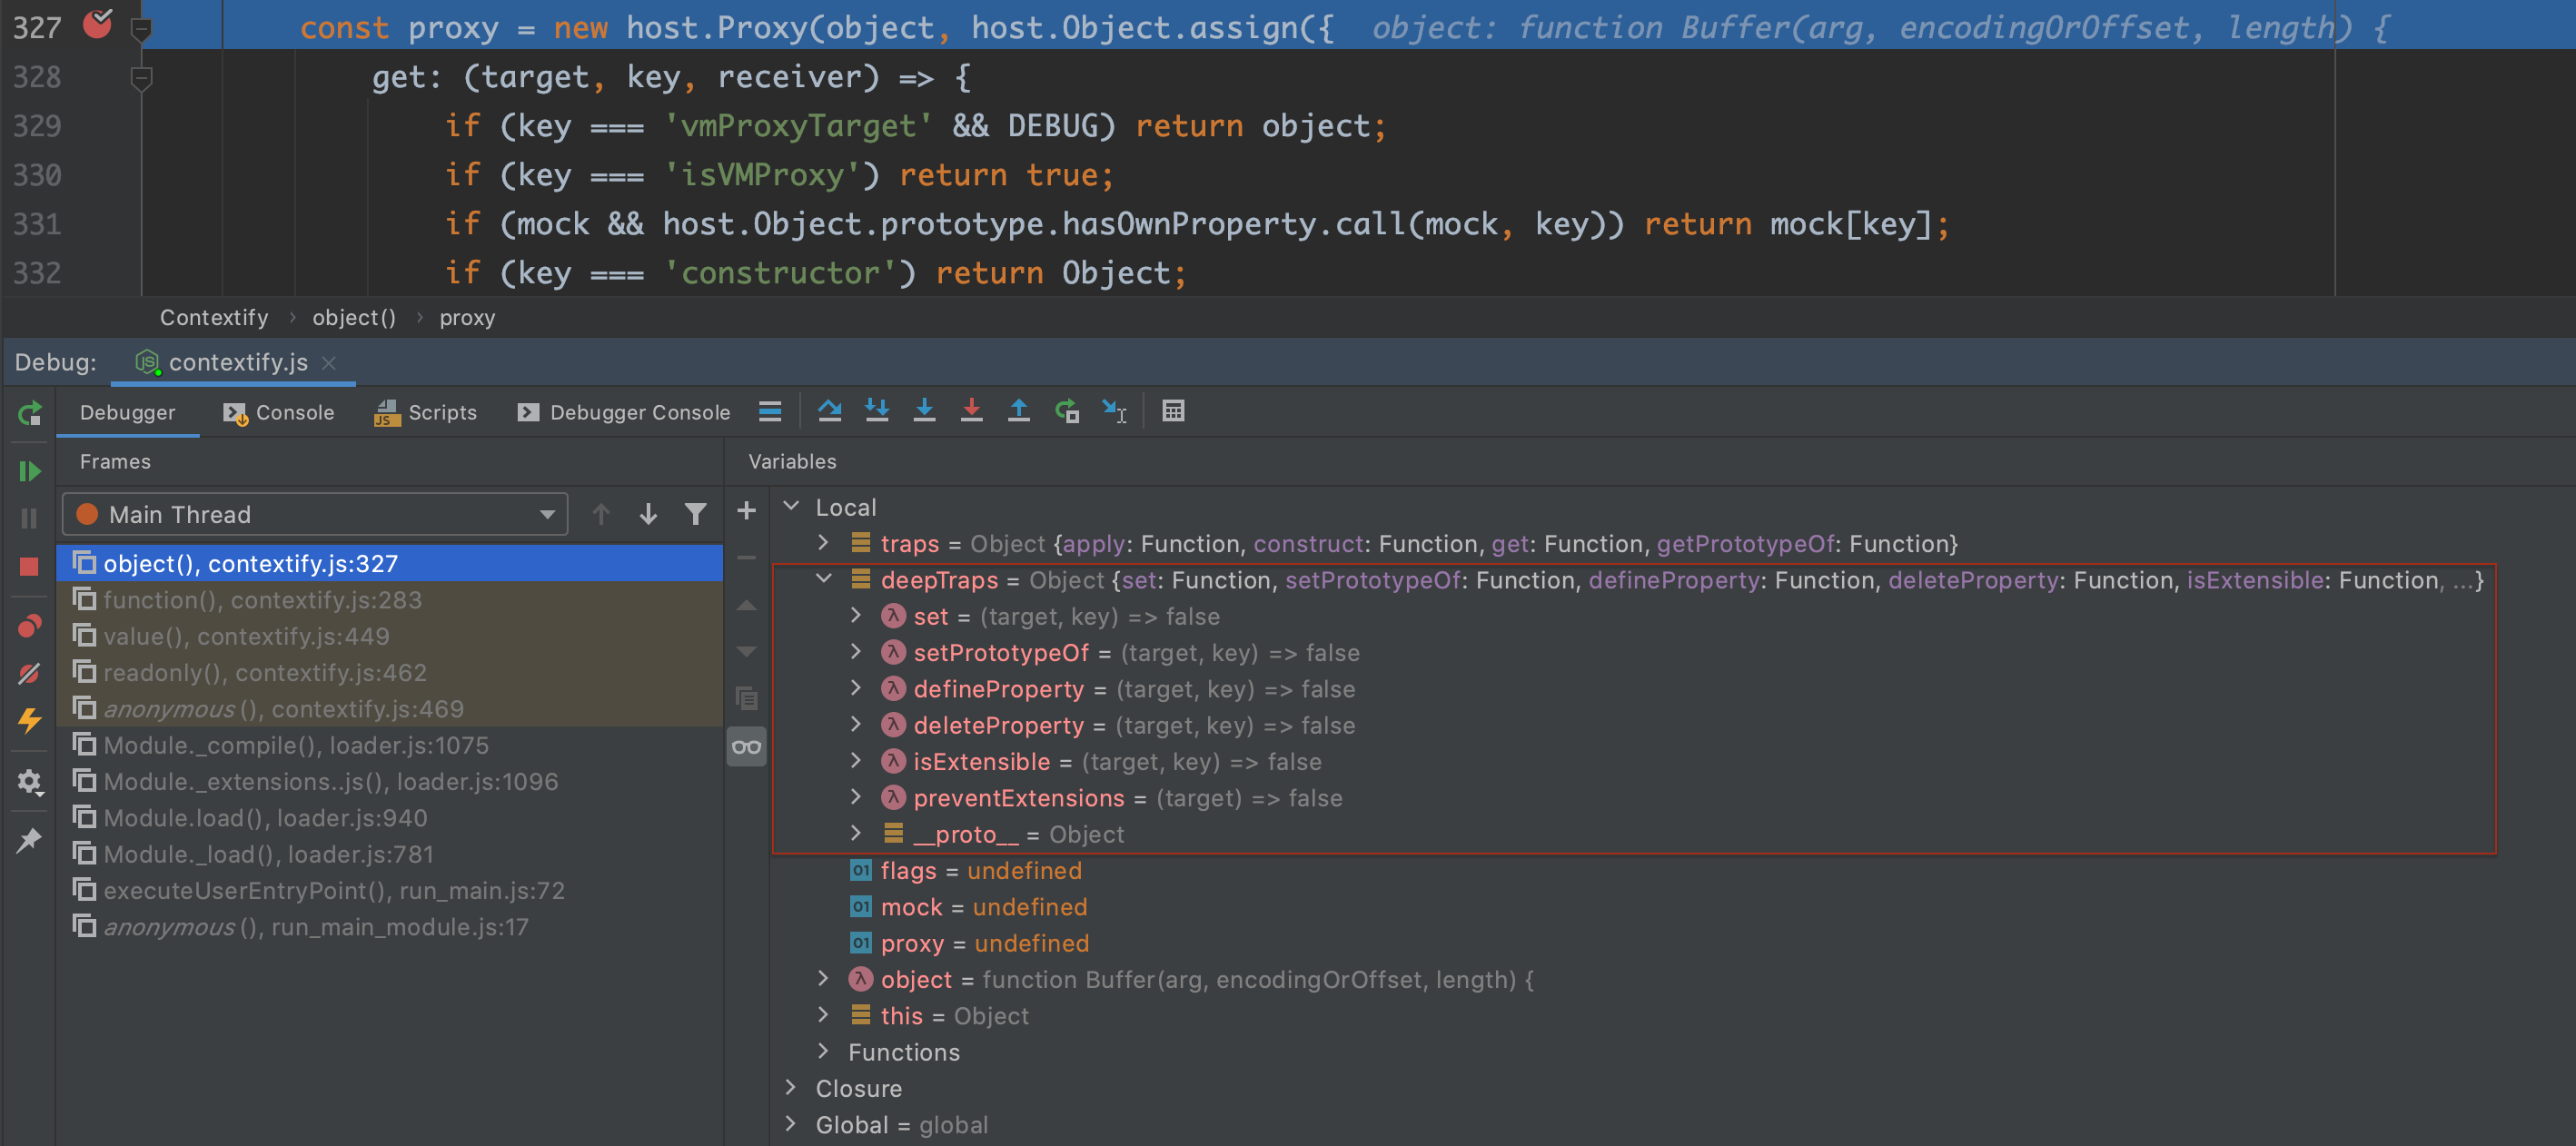 327 const proxy = new host.Proxy(object, host.Object.assign({ object: function Buffer(arg, encodingOrOffset, length) {
328 get: (target, key, receiver) => {
329 if (key === 'vmProxyTarget' && DEBUG) return object;
330 if (key === 'isVMProxy') return true;
331 if (mock && host.Object.prototype.hasOwnProperty.call(mock, key)) return mock[key];
332 if (key === 'constructor') return Object;
Contextify › object() › proxy
Debug: contextify.js
Debugger Console Scripts Debugger Console
Frames
Main Thread
object(), contextify.js:327
function(), contextify.js:283
value(), contextify.js:449
readonly(), contextify.js:462
anonymous(), contextify.js:469
Module._compile(), loader.js:1075
Module._extensions..js(), loader.js:1096
Module.load(), loader.js:940
Module._load(), loader.js:781
executeUserEntryPoint(), run_main.js:72
anonymous(), run_main_module.js:17
Variables
Local
traps = Object {apply: Function, construct: Function, get: Function, getPrototypeOf: Function}
deepTraps = Object {set: Function, setPrototypeOf: Function, defineProperty: Function, deleteProperty: Function, isExtensible: Function, ...}
set = (target, key) => false
setPrototypeOf = (target, key) => false
defineProperty = (target, key) => false
deleteProperty = (target, key) => false
isExtensible = (target, key) => false
preventExtensions = (target) => false
__proto__ = Object
01 flags = undefined
01 mock = undefined
01 proxy = undefined
object = function Buffer(arg, encodingOrOffset, length) {
this = Object
Functions
Closure
Global = global